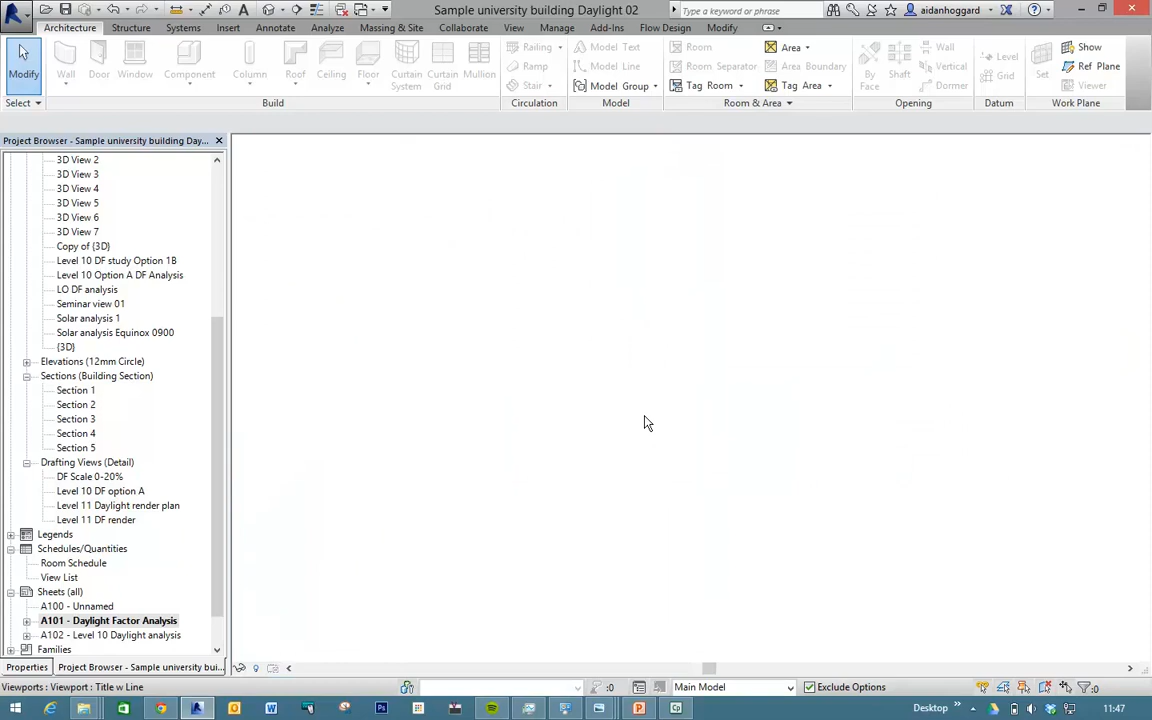 Sample university building Daylight 02
Type a keyword or phrase
aidanhoggard
Architecture Structure Systems Insert Annotate Analyze Massing & Site Collaborate View Manage Add-Ins Flow Design Modify
Modify Wall Door Window Component Column Roof Ceiling Floor Curtain System Curtain Grid Mullion
Railing Ramp Stair
Model Text Model Line Model Group
Room Room Separator Tag Room
Area Area Boundary Tag Area
By Face Shaft Wall Vertical Dormer
Level Grid
Set Show Ref Plane Viewer
Select Build Circulation Model Room & Area Opening Datum Work Plane
Project Browser - Sample university building Day...
3D View 2
3D View 3
3D View 4
3D View 5
3D View 6
3D View 7
Copy of {3D}
Level 10 DF study Option 1B
Level 10 Option A DF Analysis
LO DF analysis
Seminar view 01
Solar analysis 1
Solar analysis Equinox 0900
{3D}
Elevations (12mm Circle)
Sections (Building Section)
Section 1
Section 2
Section 3
Section 4
Section 5
Drafting Views (Detail)
DF Scale 0-20%
Level 10 DF option A
Level 11 Daylight render plan
Level 11 DF render
Legends
Schedules/Quantities
Room Schedule
View List
Sheets (all)
A100 - Unnamed
A101 - Daylight Factor Analysis
A102 - Level 10 Daylight analysis
Families
Properties Project Browser - Sample university bui...
Viewports : Viewport : Title w Line
:0
Main Model
Exclude Options
:0
Desktop
11:47